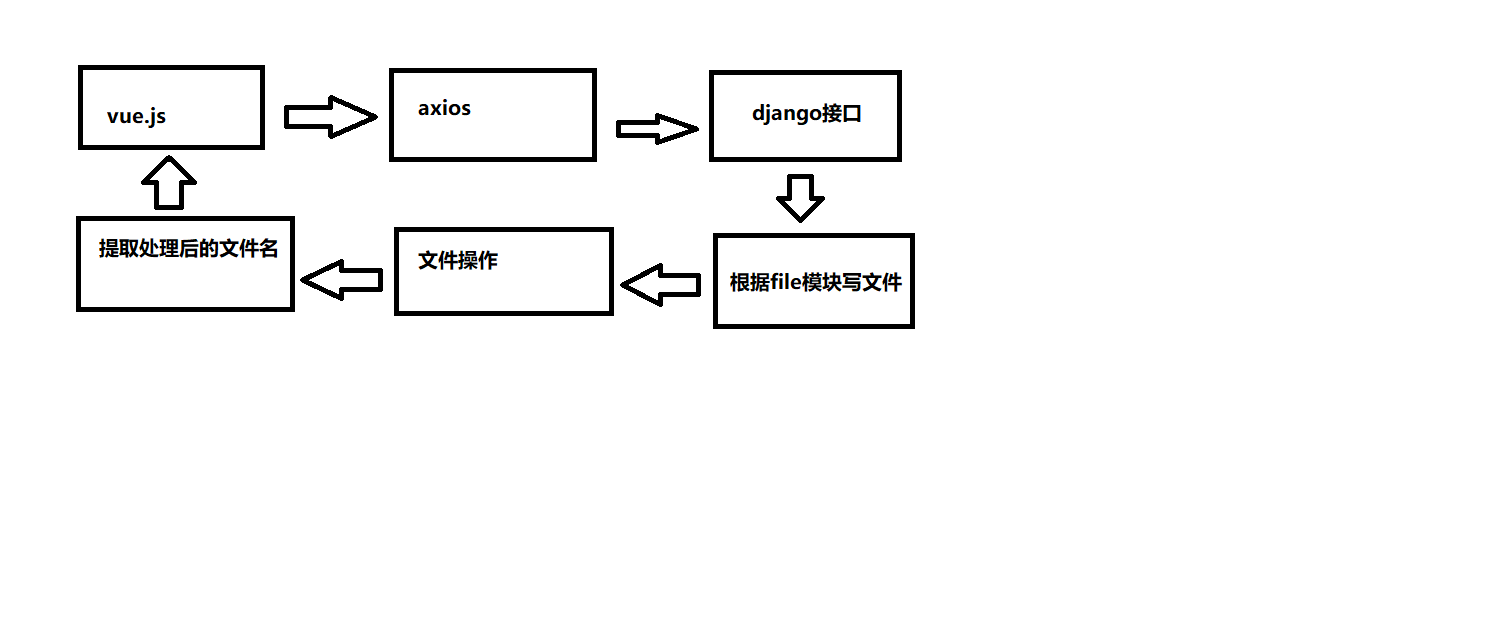 vue.js
axios
django接口
根据file模块写文件
文件操作
提取处理后的文件名